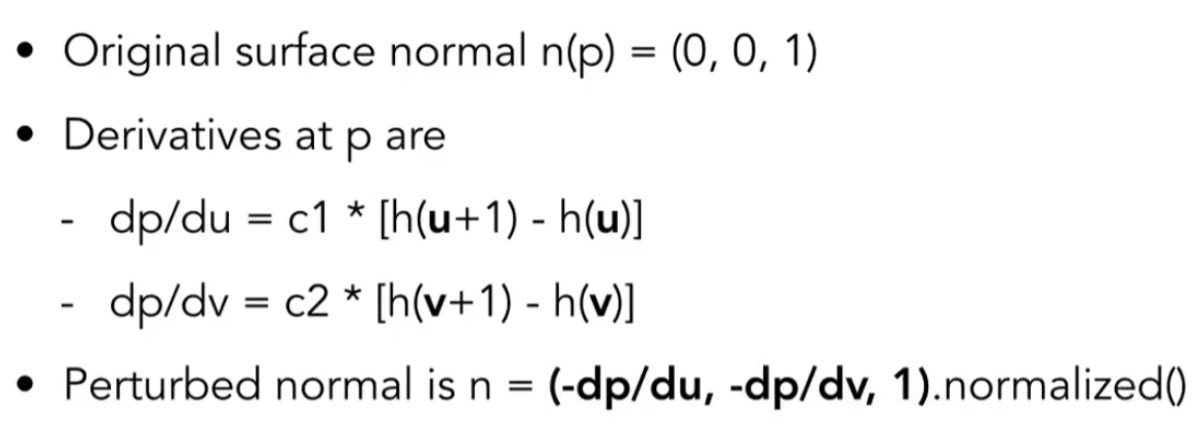 • Original surface normal n(p) = (0, 0, 1)
• Derivatives at p are
- dp/du = c1 * [h(u+1) - h(u)]
- dp/dv = c2 * [h(v+1) - h(v)]
• Perturbed normal is n = (-dp/du, -dp/dv, 1).normalized()